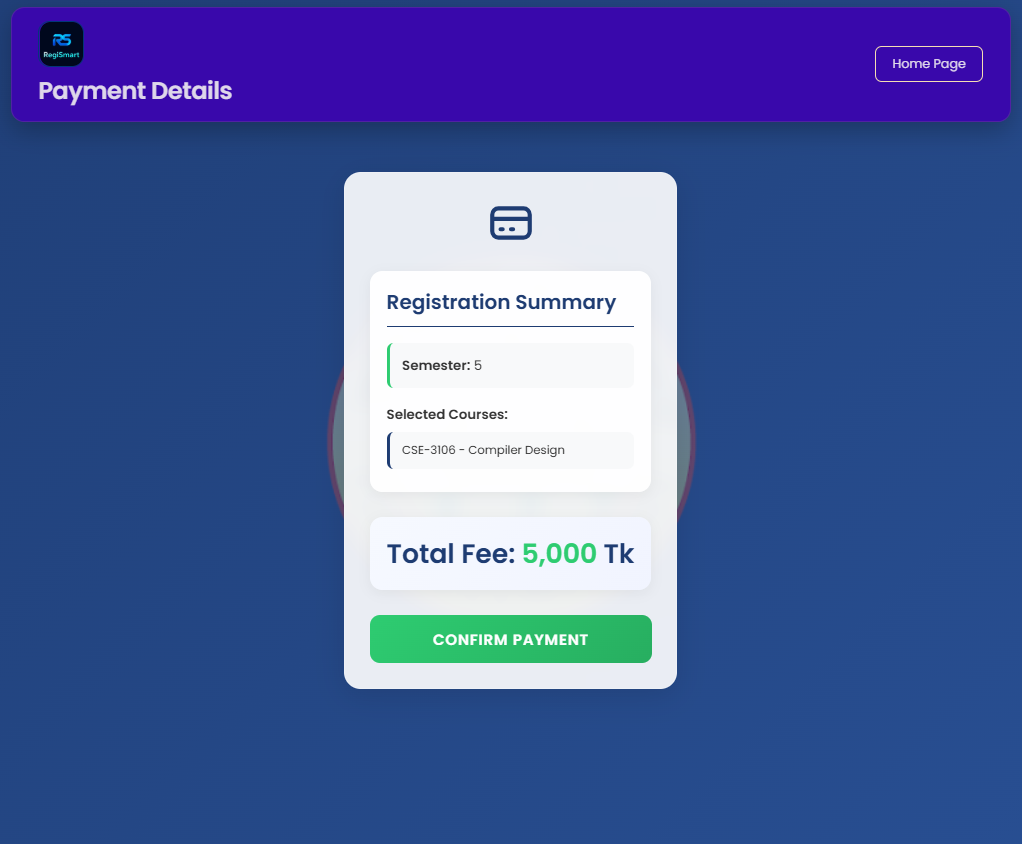 RS
RegiSmart
Payment Details
Home Page
Registration Summary
Semester: 5
Selected Courses:
CSE-3106 - Compiler Design
Total Fee: 5,000 Tk
CONFIRM PAYMENT